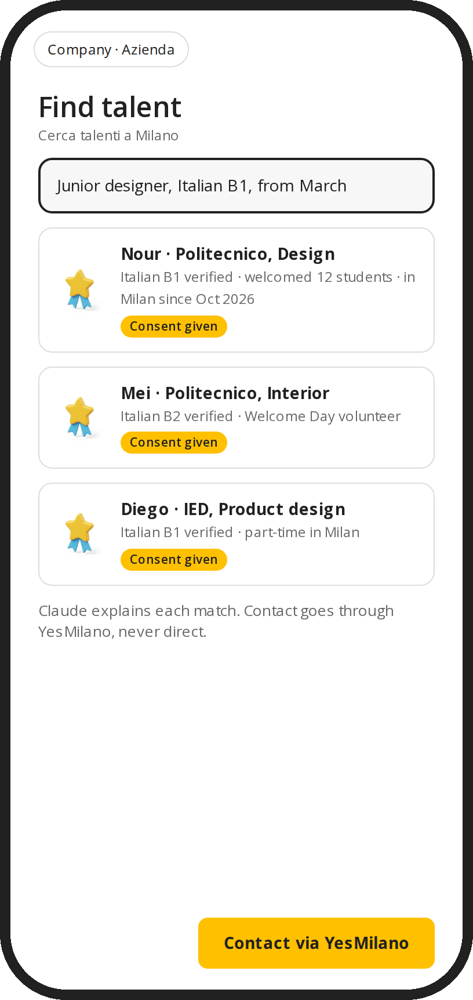 Company · Azienda
Find talent
Cerca talenti a Milano
Junior designer, Italian B1, from March
Nour · Politecnico, Design
Italian B1 verified · welcomed 12 students · in
Milan since Oct 2026
Consent given
Mei · Politecnico, Interior
Italian B2 verified · Welcome Day volunteer
Consent given
Diego · IED, Product design
Italian B1 verified · part-time in Milan
Consent given
Claude explains each match. Contact goes through
YesMilano, never direct.
Contact via YesMilano